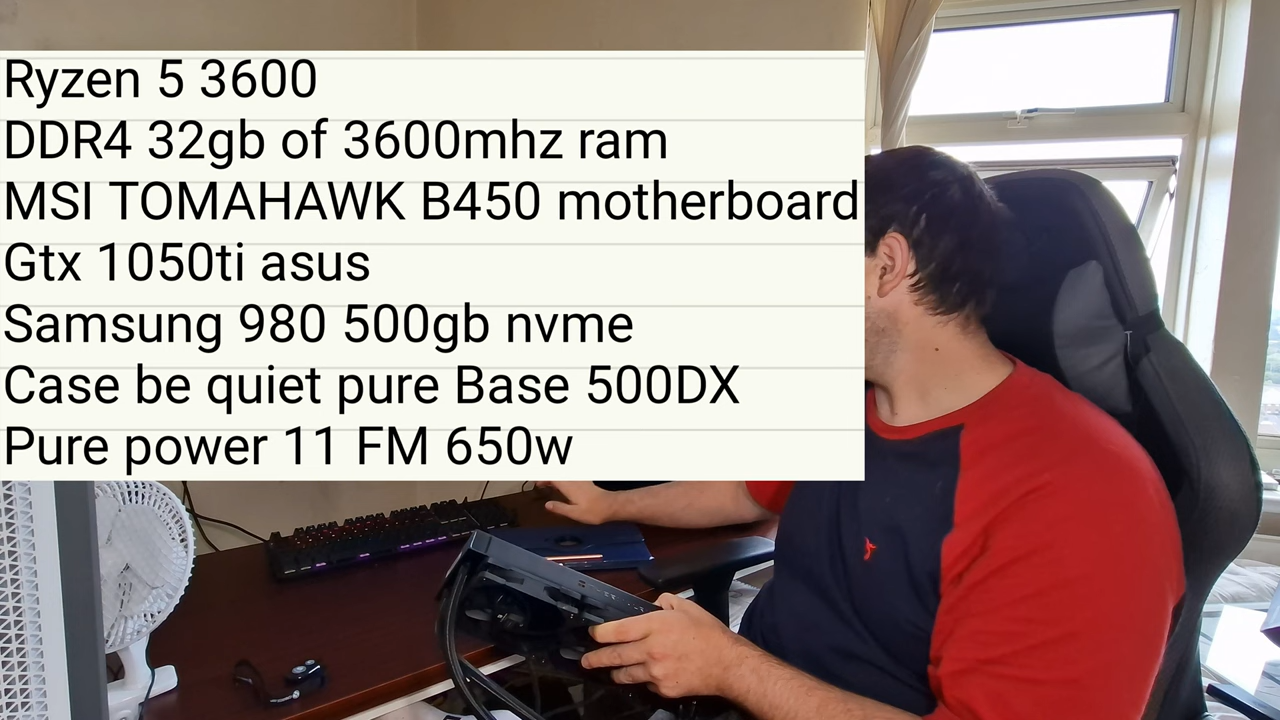 Ryzen 5 3600
DDR4 32gb of 3600mhz ram
MSI TOMAHAWK B450 motherboard
Gtx 1050ti asus
Samsung 980 500gb nvme
Case be quiet pure Base 500DX
Pure power 11 FM 650w